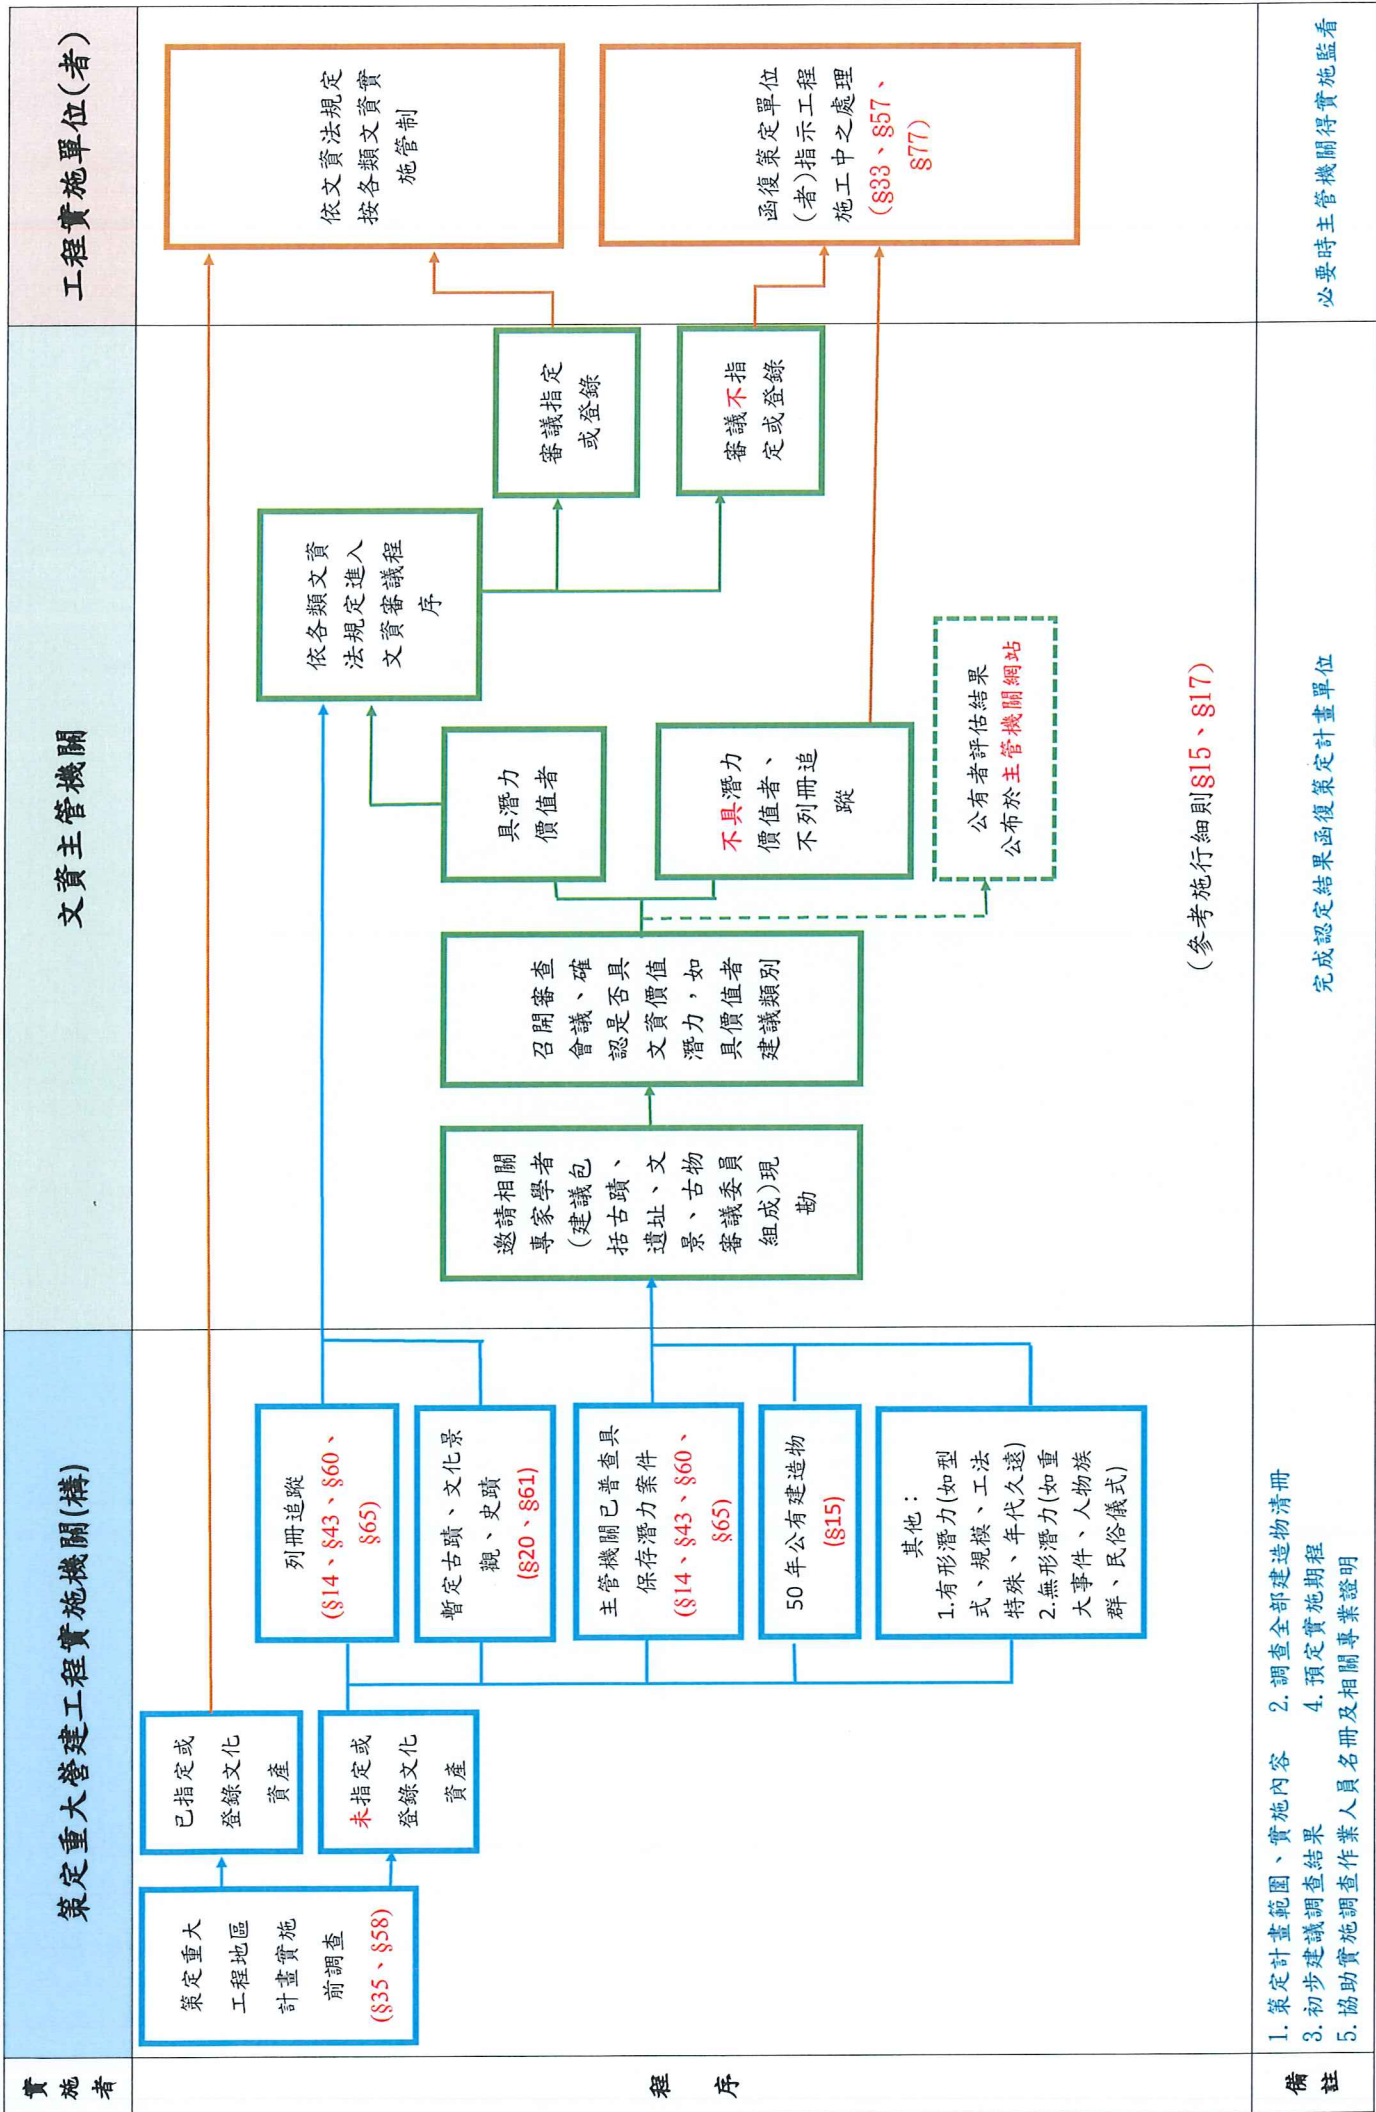 實施者
策定重大營建工程實施機關(構)
文資主管機關
工程實施單位(者)
程序
策定重大
工程地區
計畫實施
前調查
(§35、§58)
已指定或
登錄文化
資產
未指定或
登錄文化
資產
列冊追蹤
(§14、§43、§60、
§65)
暫定古蹟、文化景
觀、史蹟
(§20、§61)
主管機關已普查具
保存潛力案件
(§14、§43、§60、
§65)
50 年公有建造物
(§15)
其他：
1.有形潛力(如型
式、規模、工法
特殊、年代久遠)
2.無形潛力(如重
大事件、人物族
群、民俗儀式)
邀請相關
專家學者
(建議包
括古蹟、
遺址、文
景、古物
審議委員
組成)現
勘
召開審查
會議、確
認是否具
文資價值
潛力，如
具價值者
建議類別
具潛力
價值者
不具潛力
價值者、
不列冊追
蹤
公有者評估結果
公布於主管機關網站
依各類文資
法規定進入
文資審議程
序
審議指定
或登錄
審議不指
定或登錄
依文資法規定
按各類文資實
施管制
函復策定單位
(者)指示工程
施工中之處理
(§33、§57、
§77)
(參考施行細則§15、§17)
備註
1. 策定計畫範圍、實施內容 2. 調查全部建造物清冊
3. 初步建議調查結果 4. 預定實施期程
5. 協助實施調查作業人員名冊及相關專業證明
完成認定結果函復策定計畫單位
必要時主管機關得實施監看